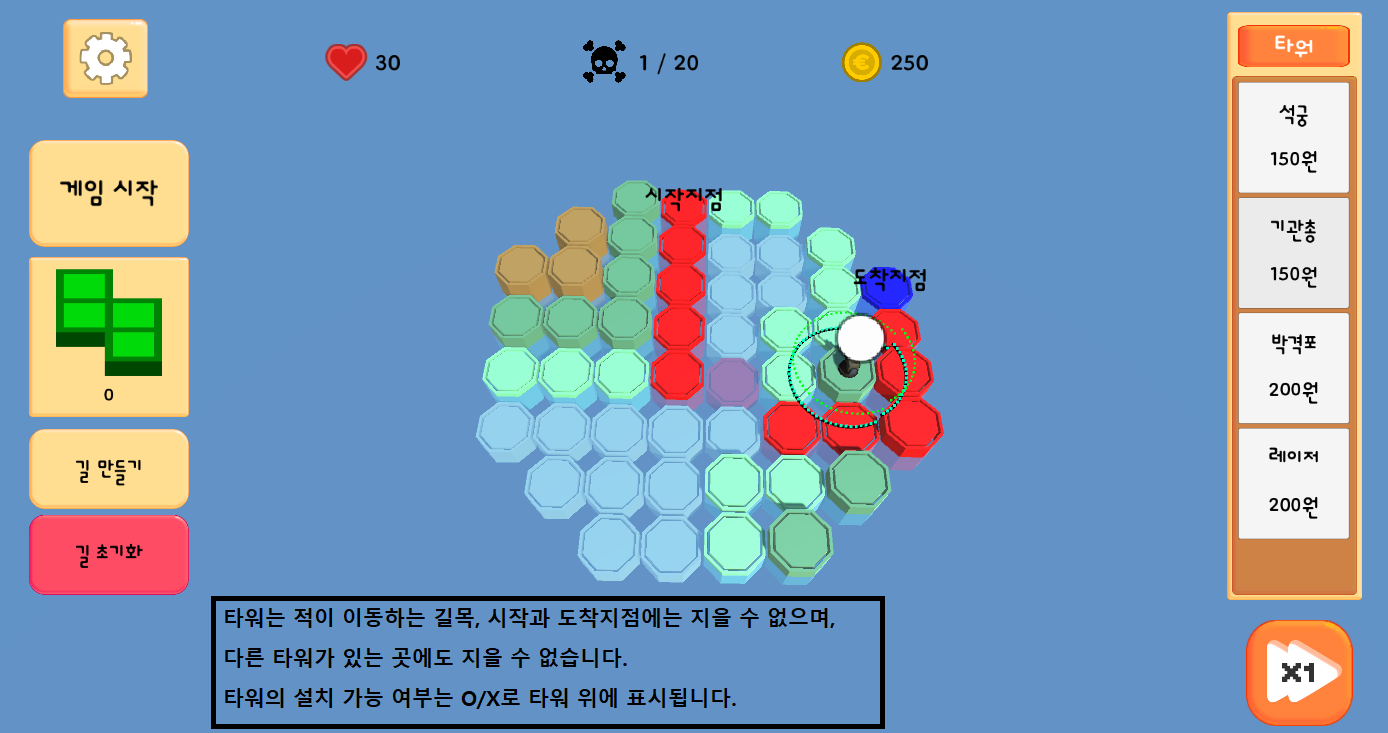 30
1 / 20
250
타워
게임 시작
석궁
150원
시작지점
기관총
150원
도착지점
박격포
200원
0
길 만들기
레이저
200원
길 초기화
타워는 적이 이동하는 길목, 시작과 도착지점에는 지을 수 없으며,
다른 타워가 있는 곳에도 지을 수 없습니다.
타워의 설치 가능 여부는 O/X로 타워 위에 표시됩니다.
X1